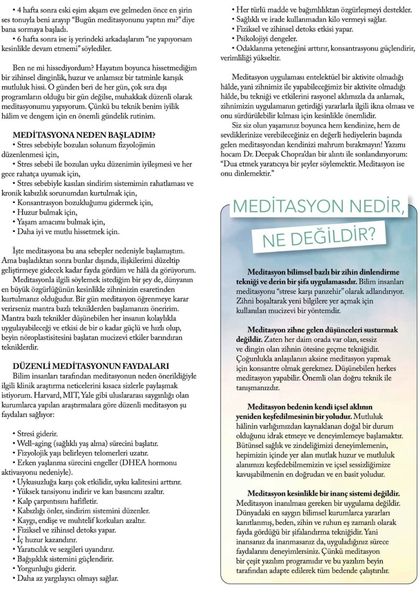 • 4 hafta sonra eski eşim akşam eve gelmeden önce en şirin
ses tonuyla beni arayıp “Bugün meditasyonunu yaptın mı?” diye
bana sormaya başladı.
• 6 hafta sonra ise iş yerindeki arkadaşlarım “ne yapıyorsam
kesinlikle devam etmemi” söylediler.
Ben ne mi hissediyordum? Hayatım boyunca hissetmediğim
bir zihinsel dinginlik, huzur ve anlamsız bir tatminle karışık
mutluluk hissi. O günden beri de her gün, çok sıra dışı
programların olduğu bir gün değilse, muhakkak düzenli olarak
meditasyonumu yapıyorum. Çünkü bu teknik benim iyilik
hâlim ve dengem için en önemli gündelik rutinim.
MEDİTASYONA NEDEN BAŞLADIM?
• Stres sebebiyle bozulan solunum fizyolojimin
düzenlenmesi için,
• Stres sebebi ile bozulan uyku düzenimin iyileşmesi ve her
gece rahatça uyumak için,
• Stres sebebiyle kasılan sindirim sistemimin rahatlaması ve
kronik kabızlık sorunumdan kurtulmak için,
• Konsantrasyon bozukluğumu gidermek için,
• Huzur bulmak için,
• Yaşam amacımı bulmak için,
• Daha iyi ve mutlu hissetmek için.
İşte meditasyona bu ana sebepler nedeniyle başlamıştım.
Ama başladıktan sonra bunlar dışında, ilişkilerimi düzeltip
geliştirmeye gidecek kadar fayda gördüm ve hâlâ da görüyorum.
Meditasyonla ilgili söylemek istediğim bir şey de, dünyanın
en büyük özgürlüğünün kesinlikle zihninizin esaretinden
kurtulmanız olduğudur. Bir gün meditasyon öğrenmeye karar
verirseniz mantra bazlı tekniklerden başlamanızı öneririm.
Mantra bazlı teknikler düşünebilen her insanın kolaylıkla
uygulayabileceği ve etkisi de bir o kadar güçlü ve hızlı olup,
beyin nöroplastisitesini başlatan mucizevi etkiler barındıran
tekniklerdir.
DÜZENLİ MEDİTASYONUN FAYDALARI
Bilim insanları tarafından meditasyonun neden önerildiğiyle
ilgili klinik araştırma neticelerini kısaca sizlerle paylaşmak
istiyorum. Harvard, MIT, Yale gibi uluslararası saygınlığı olan
kurumlarca yapılan araştırmalara göre düzenli meditasyon şu
faydaları sağlıyor:
• Stresi giderir.
• Well-aging (sağlıklı yaş alma) sürecini başlatır.
• Fizyolojik yaşı belirleyen telomerleri uzatır.
• Erken yaşlanma sürecini engeller (DHEA hormonu
aktivasyonu nedeniyle).
• Uykusuzluğa karşı çok etkilidir, uyku kalitesini arttırır.
• Yüksek tansiyonu indirir ve kan basıncını azaltır.
• Kalp çarpıntısını hafifletir.
• Kabızlığı önler, sindirim sistemini düzenler.
• Kaygı, endişe ve muhtelif korkuları azaltır.
• Fiziksel ve zihinsel detoks etkisi yapar.
• İç huzur kazandırır.
• Yaratıcılık ve sezgileri uyandırır.
• Bağışıklık sistemini güçlendirir.
• Yorgunluğu giderir.
• Daha az yargılayıcı olmayı sağlar.
• Her türlü madde ve bağımlılıktan özgürleşmeyi destekler.
• Sağlıklı ve irade kullanmadan kilo vermeyi sağlar.
• Fiziksel ve zihinsel detoks etkisi yapar.
• Psikolojiyi dengeler.
• Odaklanma yeteneğini arttırır, konsantrasyonu güçlendirir,
verimliliği yükseltir.
Meditasyon uygulaması entelektüel bir aktivite olmadığı
hâlde, yani zihnimiz ile yapabileceğimiz bir aktivite olmadığı
hâlde, bu tekniği ve etkilerini rasyonel aklımızla da anlamak,
zihnimizin uygulamanın getirdiği yararlarla ilgili ikna olması ve
onu sürdürülebilir kılması için kesinlikle önemlidir.
Siz siz olun yaşamınız boyunca hem kendinize, hem de
sevdiklerinize verebileceğiniz en değerli hediyelerin başında
gelen meditasyondan kendinizi mahrum bırakmayın! Yazımı
hocam Dr. Deepak Chopra’dan bir alıntı ile sonlandırıyorum:
“Dua etmek yaratıcıya bir şeyler söylemektir. Meditasyon ise
onu dinlemektir.”
MEDİTASYON NEDİR,
NE DEĞİLDİR?
Meditasyon bilimsel bazlı bir zihin dinlendirme
tekniği ve derin bir şifa uygulamasıdır. Bilim insanları
meditasyonu “strese karşı panzehir” olarak adlandırıyor.
Zihni boşaltarak yeni bilgilere yer açmak için
kullanılan mucizevi bir yöntemdir.
Meditasyon zihne gelen düşünceleri susturmak
değildir. Zaten her daim orada var olan, sessiz
ve dingin olan zihnin ötesine geçme tekniğidir.
Çoğunlukla anlaşılanın aksine meditasyon yapmak
için konsantre olmak gerekmez. Düşünebilen herkes
meditasyon yapabilir. Önemli olan doğru teknik ile
tanışmanızdır.
Meditasyon bedenin kendi içsel aklının
yeniden keşfedilmesinin bir yoludur. Mutluluk
hâlinin varlığımızdan kaynaklanan doğal bir durum
olduğunu idrak etmeye ve deneyimlemeye başlamaktır.
Bütünsel sağlık ve zindeliğimizi deneyimlemenin,
hepimizin içinde yer alan mutlak huzur ve mutluluk
alanımızı keşfedebilmemizin ve içsel sessizliğimize
kavuşabilmenin en doğrudan ve en basit yoludur.
Meditasyon kesinlikle bir inanç sistemi değildir.
Meditasyona inanılması gereken bir uygulama değildir.
Dünyadaki en saygın bilimsel kurumlarca yararları
kanıtlanmış, beden, zihin ve ruhun eş zamanlı olarak
fayda gördüğü bir şifalandırma tekniğidir. Yani
inansanız da inanmasanız da, uyguladığınız sürece
faydalarını deneyimlersiniz. Çünkü meditasyon
bir çeşit yazılım programıdır ve bu yazılım beyin
tarafından adapte edilerek tüm bedende çalıştırılır.